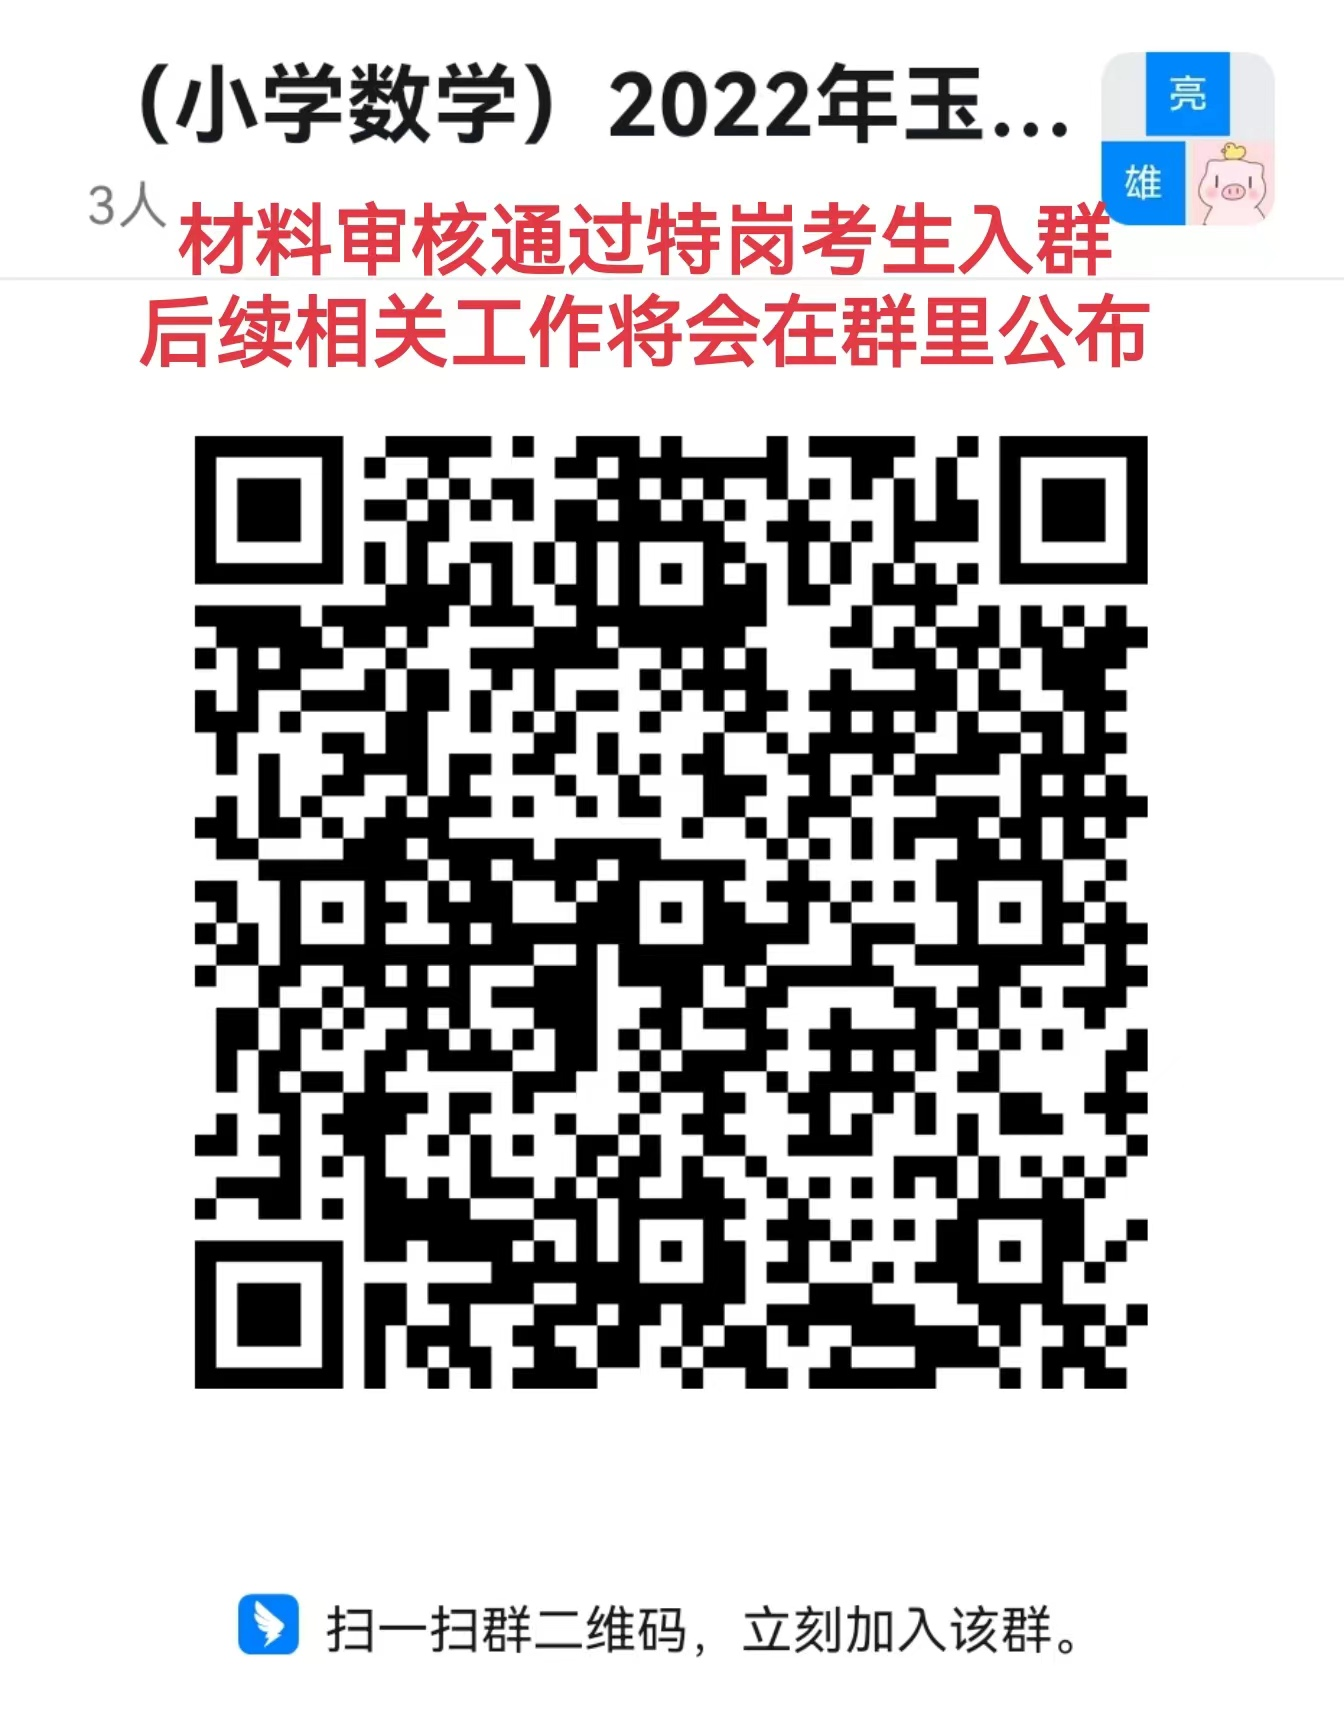 （小学数学）2022年玉...
亮
雄
3人
材料审核通过特岗考生入群
后续相关工作将会在群里公布
扫一扫群二维码，立刻加入该群。